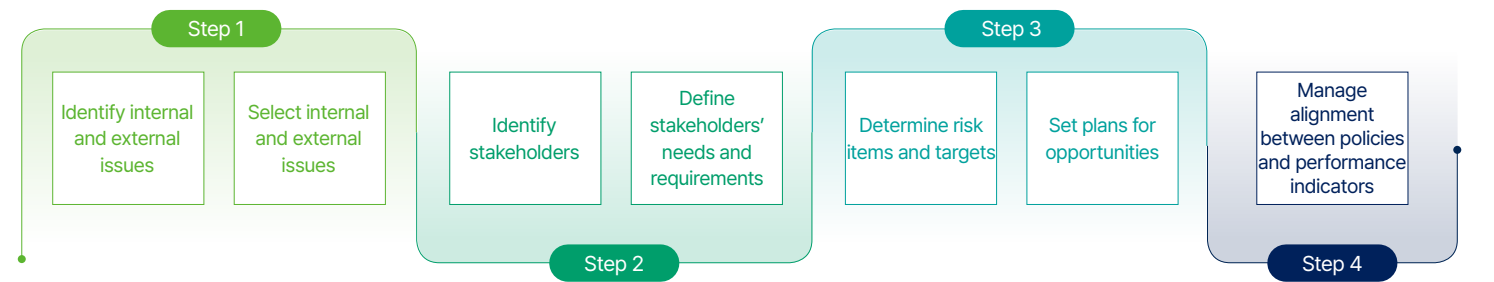 Step 1
Identify internal
and external
issues
Select internal
and external
issues
Step 2
Identify
stakeholders
Define
stakeholders’
needs and
requirements
Step 3
Determine risk
items and targets
Set plans for
opportunities
Step 4
Manage
alignment
between policies
and performance
indicators